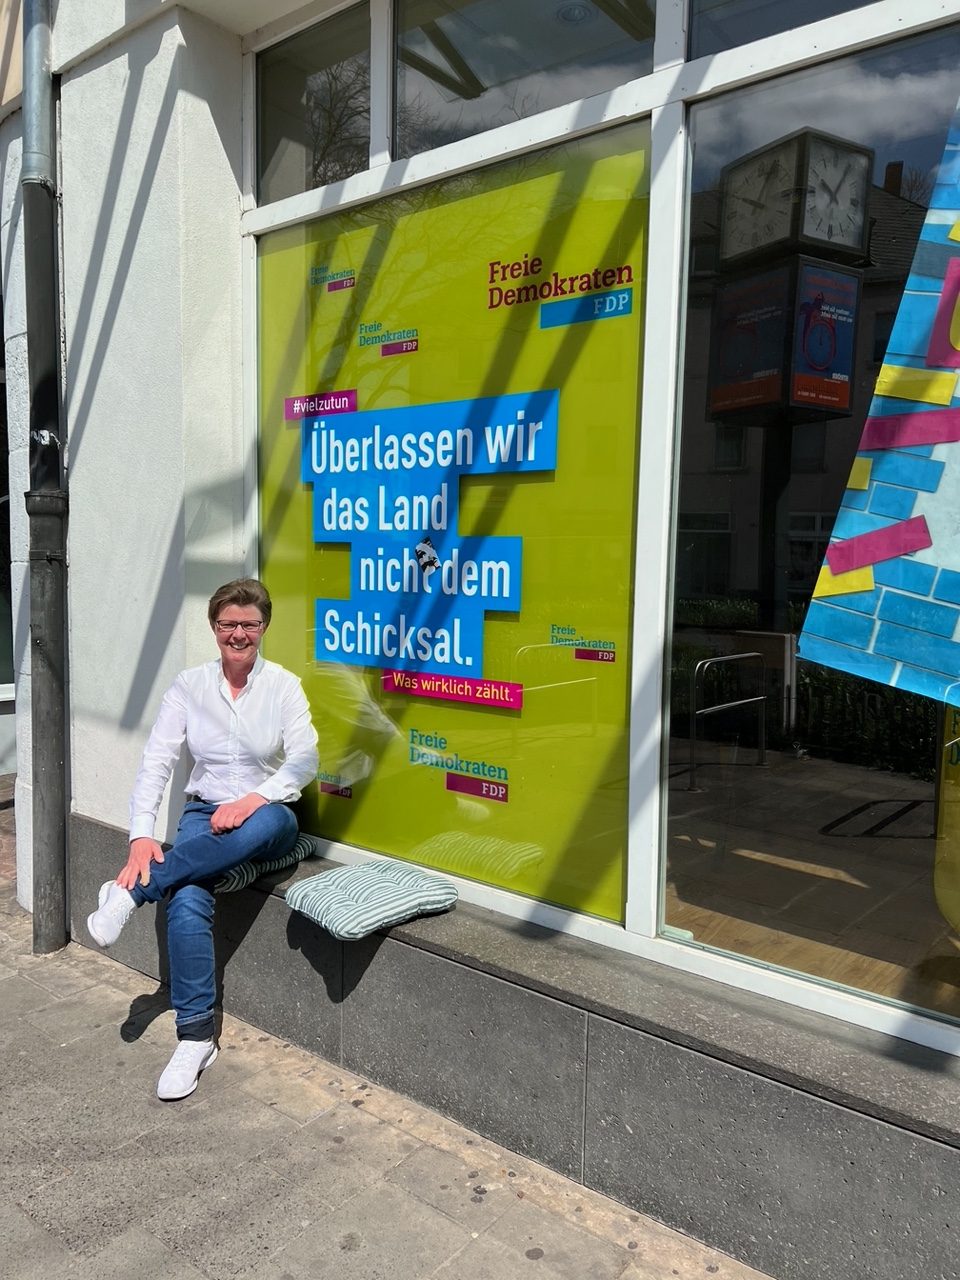 Freie
Demokraten
FDP
Freie
Demokraten
FDP
Freie
Demokraten
FDP
#vielzutun
Überlassen wir
das Land
nicht dem
Schicksal.
Was wirklich zählt.
Freie
Demokraten
FDP
Freie
Demokraten
FDP
FDP